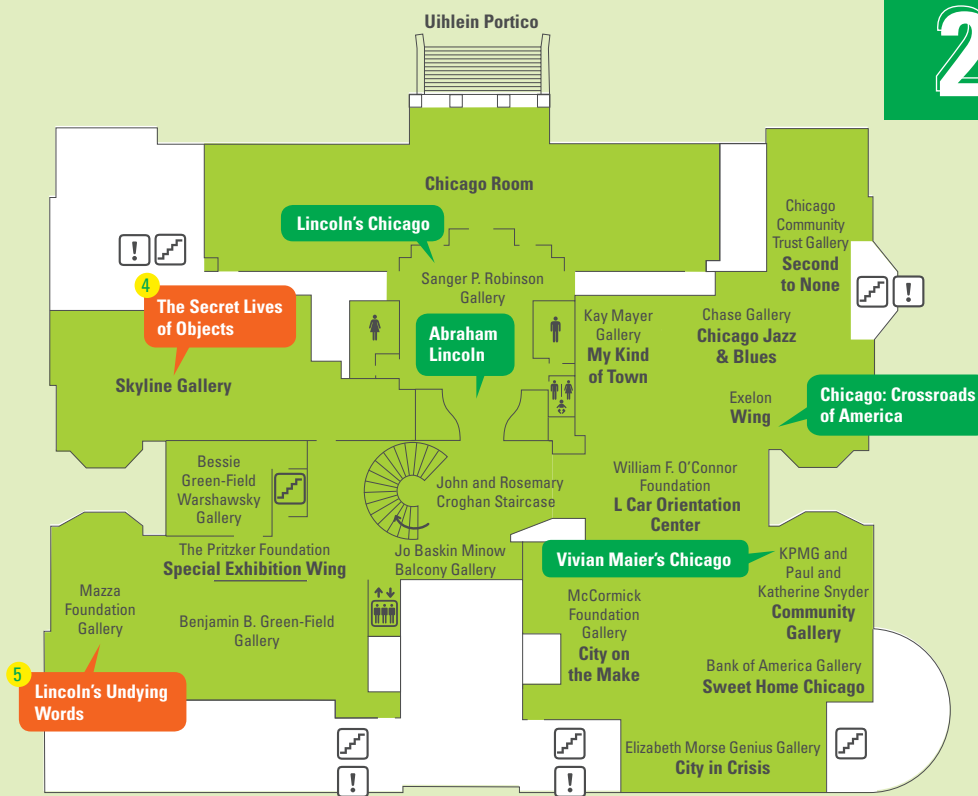 Uihlein Portico
2
Chicago Room
Lincoln's Chicago
Sanger P. Robinson
Gallery
Chicago
Community
Trust Gallery
Second
to None
!
!
4
The Secret Lives
of Objects
Skyline Gallery
Abraham
Lincoln
Kay Mayer
Gallery
My Kind
of Town
Chase Gallery
Chicago Jazz
& Blues
Exelon
Wing
Chicago: Crossroads
of America
Bessie
Green-Field
Warshawsky
Gallery
John and Rosemary
Croghan Staircase
William F. O'Connor
Foundation
L Car Orientation
Center
The Pritzker Foundation
Special Exhibition Wing
Jo Baskin Minow
Balcony Gallery
Vivian Maier's Chicago
KPMG and
Paul and
Katherine Snyder
Community
Gallery
Mazza
Foundation
Gallery
Benjamin B. Green-Field
Gallery
McCormick
Foundation
Gallery
City on
the Make
5
Lincoln's Undying
Words
Bank of America Gallery
Sweet Home Chicago
Elizabeth Morse Genius Gallery
City in Crisis
!
!